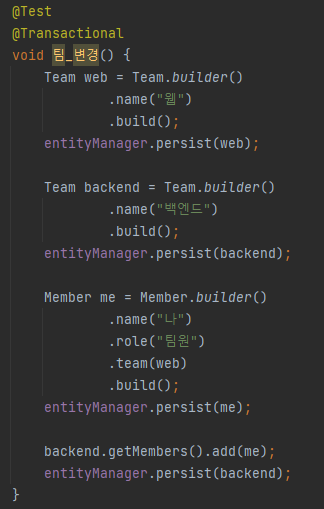 @Test
@Transactional
void 팀_변경() {
    Team web = Team.builder()
            .name("웹")
            .build();
    entityManager.persist(web);

    Team backend = Team.builder()
            .name("백엔드")
            .build();
    entityManager.persist(backend);

    Member me = Member.builder()
            .name("나")
            .role("팀원")
            .team(web)
            .build();
    entityManager.persist(me);

    backend.getMembers().add(me);
    entityManager.persist(backend);
}